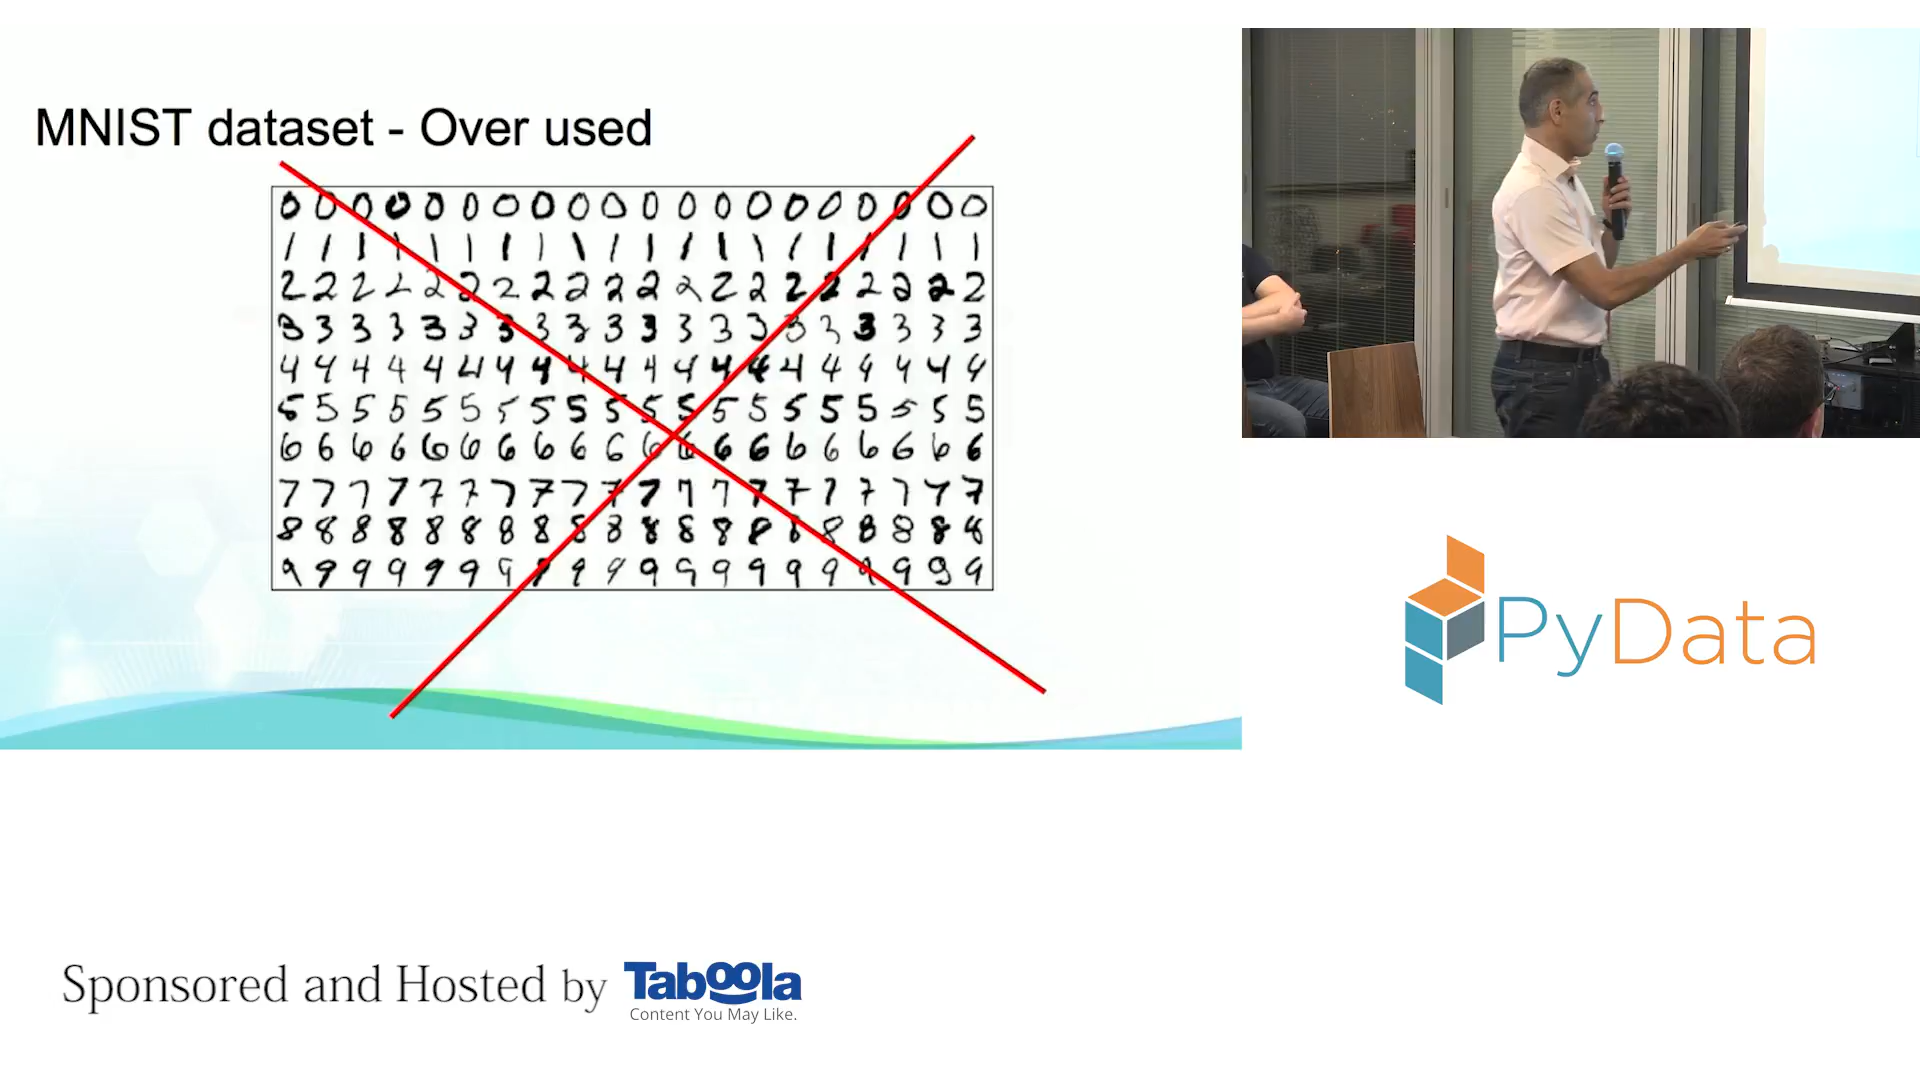 MNIST dataset - Over used
0 0 0 0 0 0 0 0 0 0 0 0 0 0 0 0 0 0 0 0
1 1 1 1 1 1 1 1 1 1 1 1 1 1 1 1 1 1 1 1
2 2 2 2 2 2 2 2 2 2 2 2 2 2 2 2 2 2 2 2
3 3 3 3 3 3 3 3 3 3 3 3 3 3 3 3 3 3 3 3
4 4 4 4 4 4 4 4 4 4 4 4 4 4 4 4 4 4 4 4
5 5 5 5 5 5 5 5 5 5 5 5 5 5 5 5 5 5 5 5
6 6 6 6 6 6 6 6 6 6 6 6 6 6 6 6 6 6 6 6
7 7 7 7 7 7 7 7 7 7 7 7 7 7 7 7 7 7 7 7
8 8 8 8 8 8 8 8 8 8 8 8 8 8 8 8 8 8 8 8
9 9 9 9 9 9 9 9 9 9 9 9 9 9 9 9 9 9 9 9
PyData
Sponsored and Hosted by Taboola
Content You May Like.